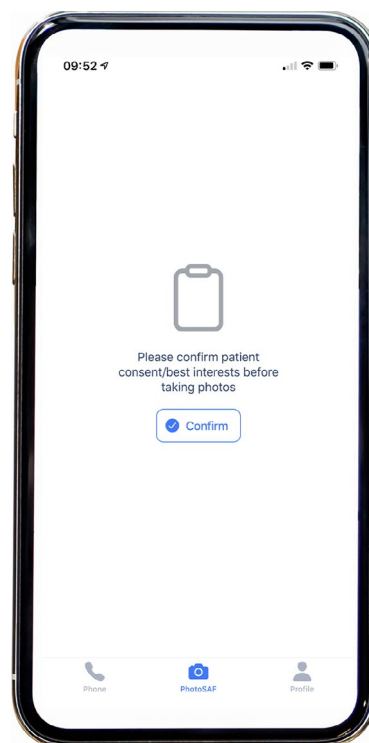 09:52
Please confirm patient
consent/best interests before
taking photos
Confirm
Phone
PhotoSAF
Profile